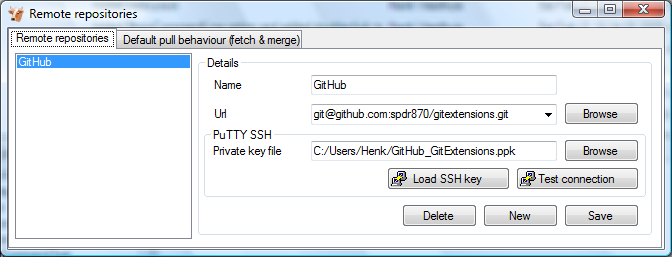 Remote repositories
Remote repositories Default pull behaviour (fetch & merge)
GitHub
Details
Name GitHub
Url git@github.com:spdr870/gitextensions.git Browse
PuTTY SSH
Private key file C:/Users/Henk/GitHub_GitExtensions.ppk Browse
Load SSH key Test connection
Delete New Save